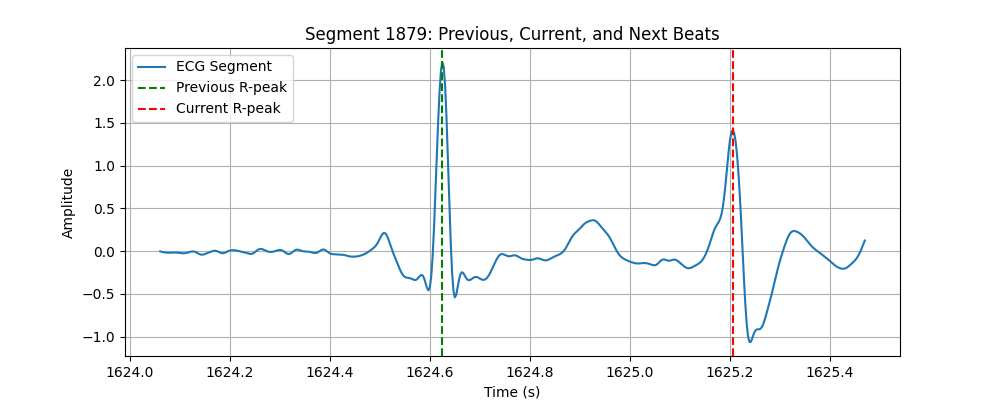 Segment 1879: Previous, Current, and Next Beats
ECG Segment
Previous R-peak
Current R-peak
2.0
1.5
1.0
0.5
0.0
−0.5
−1.0
Amplitude
1624.0 1624.2 1624.4 1624.6 1624.8 1625.0 1625.2 1625.4
Time (s)